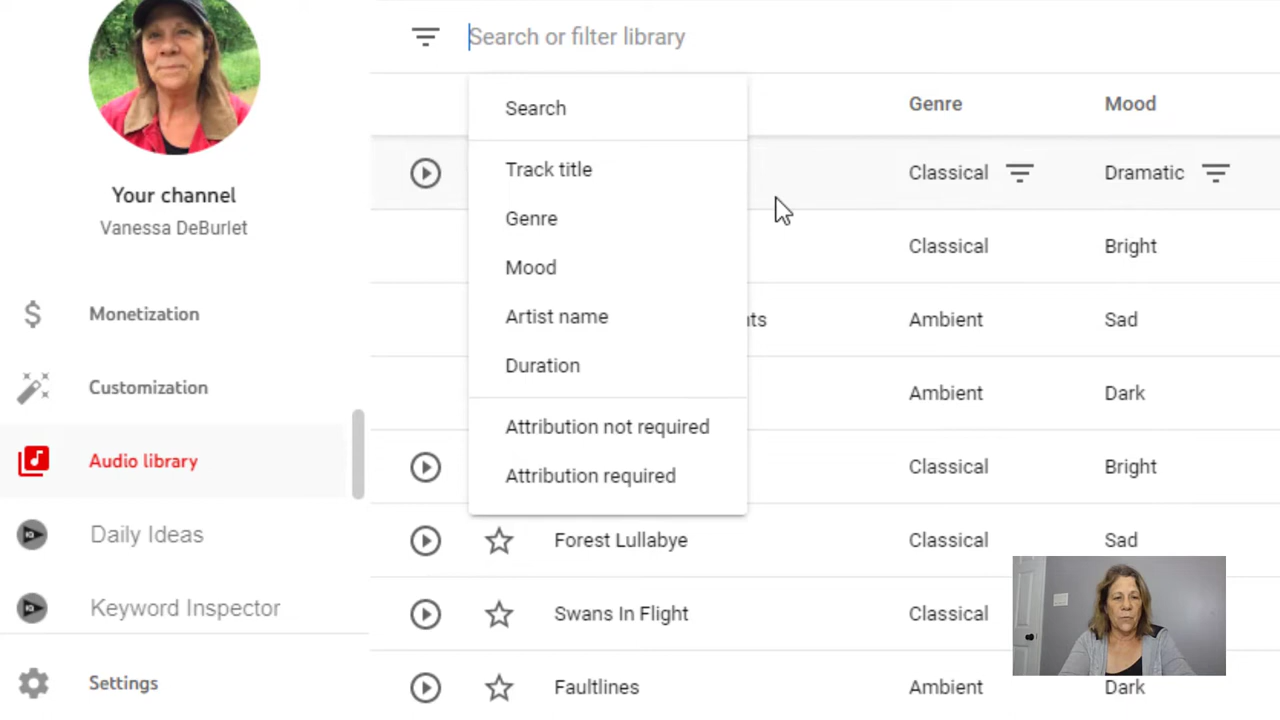 Search or filter library
Search
Track title
Genre
Mood
Artist name
Duration
Attribution not required
Attribution required
Genre Mood
Classical Dramatic
Classical Bright
Ambient Sad
Ambient Dark
Classical Bright
Forest Lullabye Classical Sad
Swans In Flight Classical
Faultlines Ambient Dark
Your channel
Vanessa DeBurlet
Monetization
Customization
Audio library
Daily Ideas
Keyword Inspector
Settings